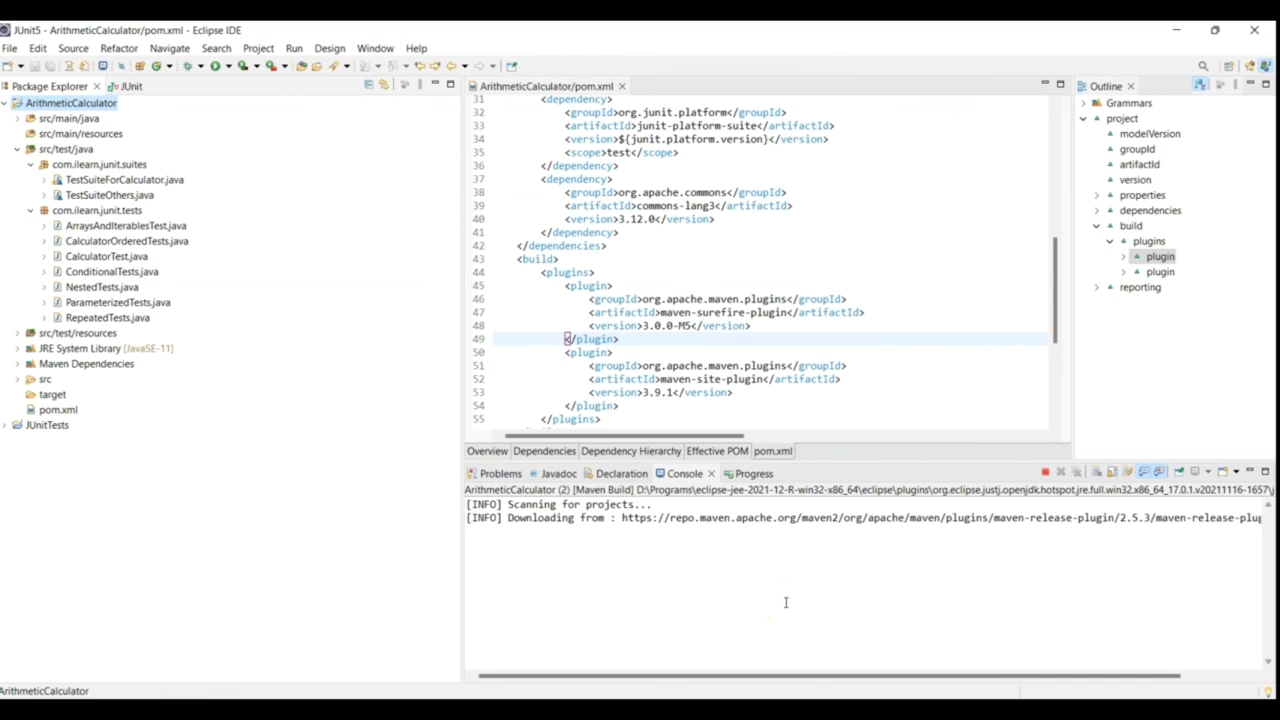 JUnit5 - ArithmeticCalculator/pom.xml - Eclipse IDE
File Edit Source Refactor Navigate Search Project Run Design Window Help
Package Explorer JUnit
ArithmeticCalculator
src/main/java
src/main/resources
src/test/java
com.ilearn.junit.suites
TestSuiteForCalculator.java
TestSuiteOthers.java
com.ilearn.junit.tests
ArraysAndIterablesTest.java
CalculatorOrderedTests.java
CalculatorTest.java
ConditionalTests.java
NestedTests.java
ParameterizedTests.java
RepeatedTests.java
src/test/resources
JRE System Library [JavaSE-11]
Maven Dependencies
src
target
pom.xml
JUnitTests
ArithmeticCalculator/pom.xml
31 <dependency>
32 <groupId>org.junit.platform</groupId>
33 <artifactId>junit-platform-suite</artifactId>
34 <version>${junit.platform.version}</version>
35 <scope>test</scope>
36 </dependency>
37 <dependency>
38 <groupId>org.apache.commons</groupId>
39 <artifactId>commons-lang3</artifactId>
40 <version>3.12.0</version>
41 </dependency>
42 </dependencies>
43 <build>
44 <plugins>
45 <plugin>
46 <groupId>org.apache.maven.plugins</groupId>
47 <artifactId>maven-surefire-plugin</artifactId>
48 <version>3.0.0-M5</version>
49 </plugin>
50 <plugin>
51 <groupId>org.apache.maven.plugins</groupId>
52 <artifactId>maven-site-plugin</artifactId>
53 <version>3.9.1</version>
54 </plugin>
55 </plugins>
Overview Dependencies Dependency Hierarchy Effective POM pom.xml
Outline
Grammars
project
modelVersion
groupId
artifactId
version
properties
dependencies
build
plugins
plugin
plugin
reporting
Problems Javadoc Declaration Console Progress
ArithmeticCalculator (2) [Maven Build] D:\Programs\eclipse-jee-2021-12-R-win32-x86_64\eclipse\plugins\org.eclipse.justj.openjdk.hotspot.jre.full.win32.x86_64_17.0.1.v20211116-1657\j
[INFO] Scanning for projects...
[INFO] Downloading from : https://repo.maven.apache.org/maven2/org/apache/maven/plugins/maven-release-plugin/2.5.3/maven-release-plug
ArithmeticCalculator